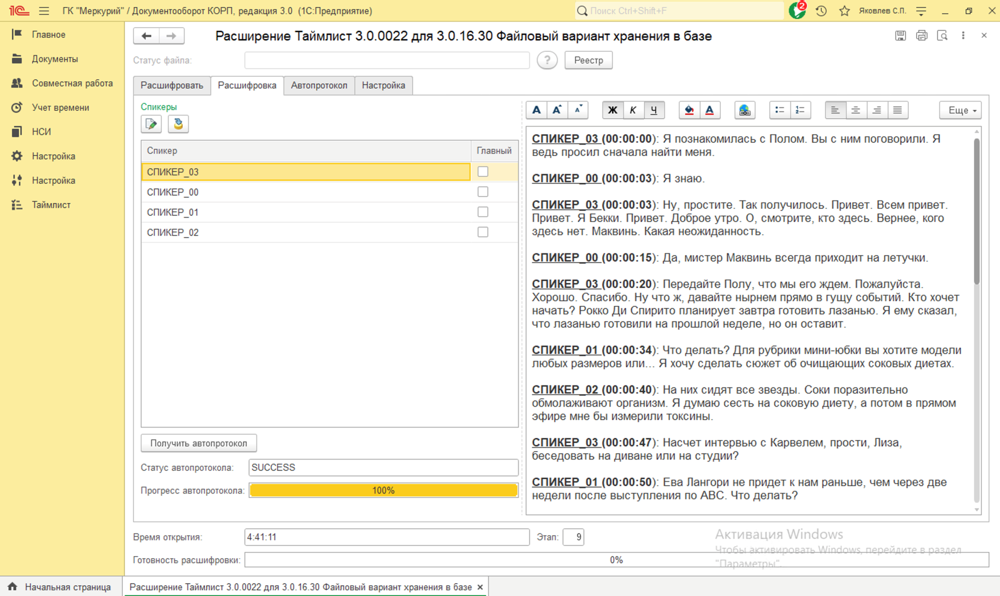 1С ГК "Меркурий" / Документооборот КОРП, редакция 3.0 (1С:Предприятие)
Поиск Ctrl+Shift+F
2
Яковлев С.П.
Главное
Документы
Совместная работа
Учет времени
НСИ
Настройка
Настройка
Таймлист
Расширение Таймлист 3.0.0022 для 3.0.16.30 Файловый вариант хранения в базе
Статус файла:
?
Реестр
Расшифровать
Расшифровка
Автопротокол
Настройка
Спикеры
Спикер
Главный
СПИКЕР_03
СПИКЕР_00
СПИКЕР_01
СПИКЕР_02
Получить автопротокол
Статус автопротокола:
SUCCESS
Прогресс автопротокола:
100%
А А А Ж К Ч А
Еще
СПИКЕР_03 (00:00:00): Я познакомилась с Полом. Вы с ним поговорили. Я
ведь просил сначала найти меня.
СПИКЕР_00 (00:00:03): Я знаю.
СПИКЕР_03 (00:00:03): Ну, простите. Так получилось. Привет. Всем привет.
Привет. Я Бекки. Привет. Доброе утро. О, смотрите, кто здесь. Вернее, кого
здесь нет. Маквинь. Какая неожиданность.
СПИКЕР_00 (00:00:15): Да, мистер Маквинь всегда приходит на летучки.
СПИКЕР_03 (00:00:20): Передайте Полу, что мы его ждем. Пожалуйста.
Хорошо. Спасибо. Ну что ж, давайте нырнем прямо в гущу событий. Кто хочет
начать? Рокко Ди Спирито планирует завтра готовить лазанью. Я ему сказал,
что лазанью готовили на прошлой неделе, но он оставит.
СПИКЕР_01 (00:00:34): Что делать? Для рубрики мини-юбки вы хотите модели
любых размеров или... Я хочу сделать сюжет об очищающих соковых диетах.
СПИКЕР_02 (00:00:40): На них сидят все звезды. Соки поразительно
обмолаживают организм. Я думаю сесть на соковую диету, а потом в прямом
эфире мне бы измерили токсины.
СПИКЕР_03 (00:00:47): Насчет интервью с Карвелем, прости, Лиза,
беседовать на диване или на студии?
СПИКЕР_01 (00:00:50): Ева Лангори не придет к нам раньше, чем через две
недели после выступления по ABC. Что делать?
Время открытия:
4:41:11
Этап:
9
Готовность расшифровки:
0%
Активация Windows
Чтобы активировать Windows, перейдите в раздел
"Параметры".
Начальная страница
Расширение Таймлист 3.0.0022 для 3.0.16.30 Файловый вариант хранения в базе